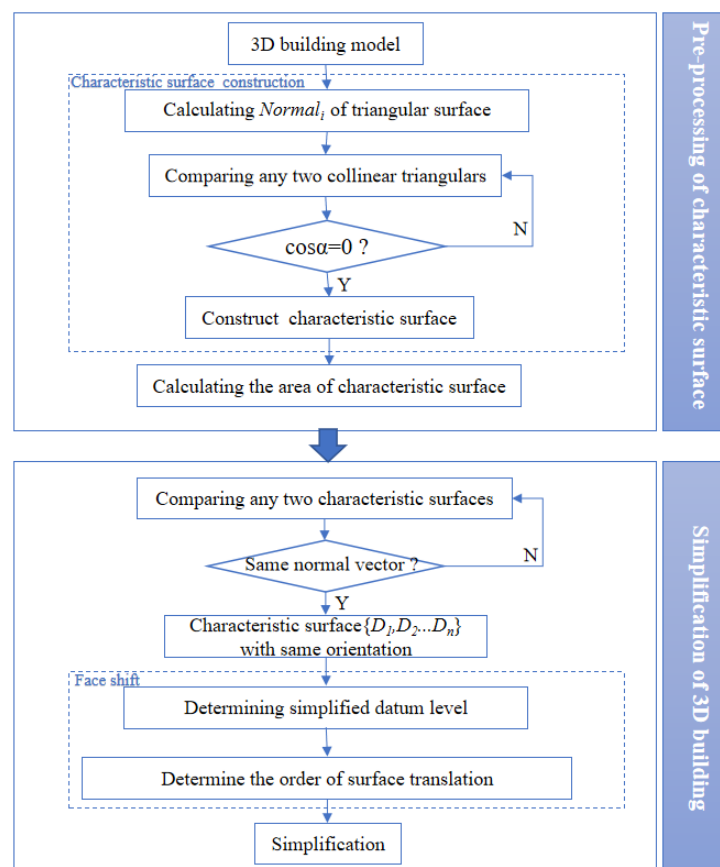 3D building model
Characteristic surface construction
Calculating Normalᵢ of triangular surface
Comparing any two collinear triangulars
N
cosα=0 ?
Y
Construct characteristic surface
Calculating the area of characteristic surface
Pre-processing of characteristic surface
Comparing any two characteristic surfaces
Same normal vector ?
N
Y
Characteristic surface{D₁,D₂...Dₙ}
with same orientation
Face shift
Determining simplified datum level
Determine the order of surface translation
Simplification
Simplification of 3D building